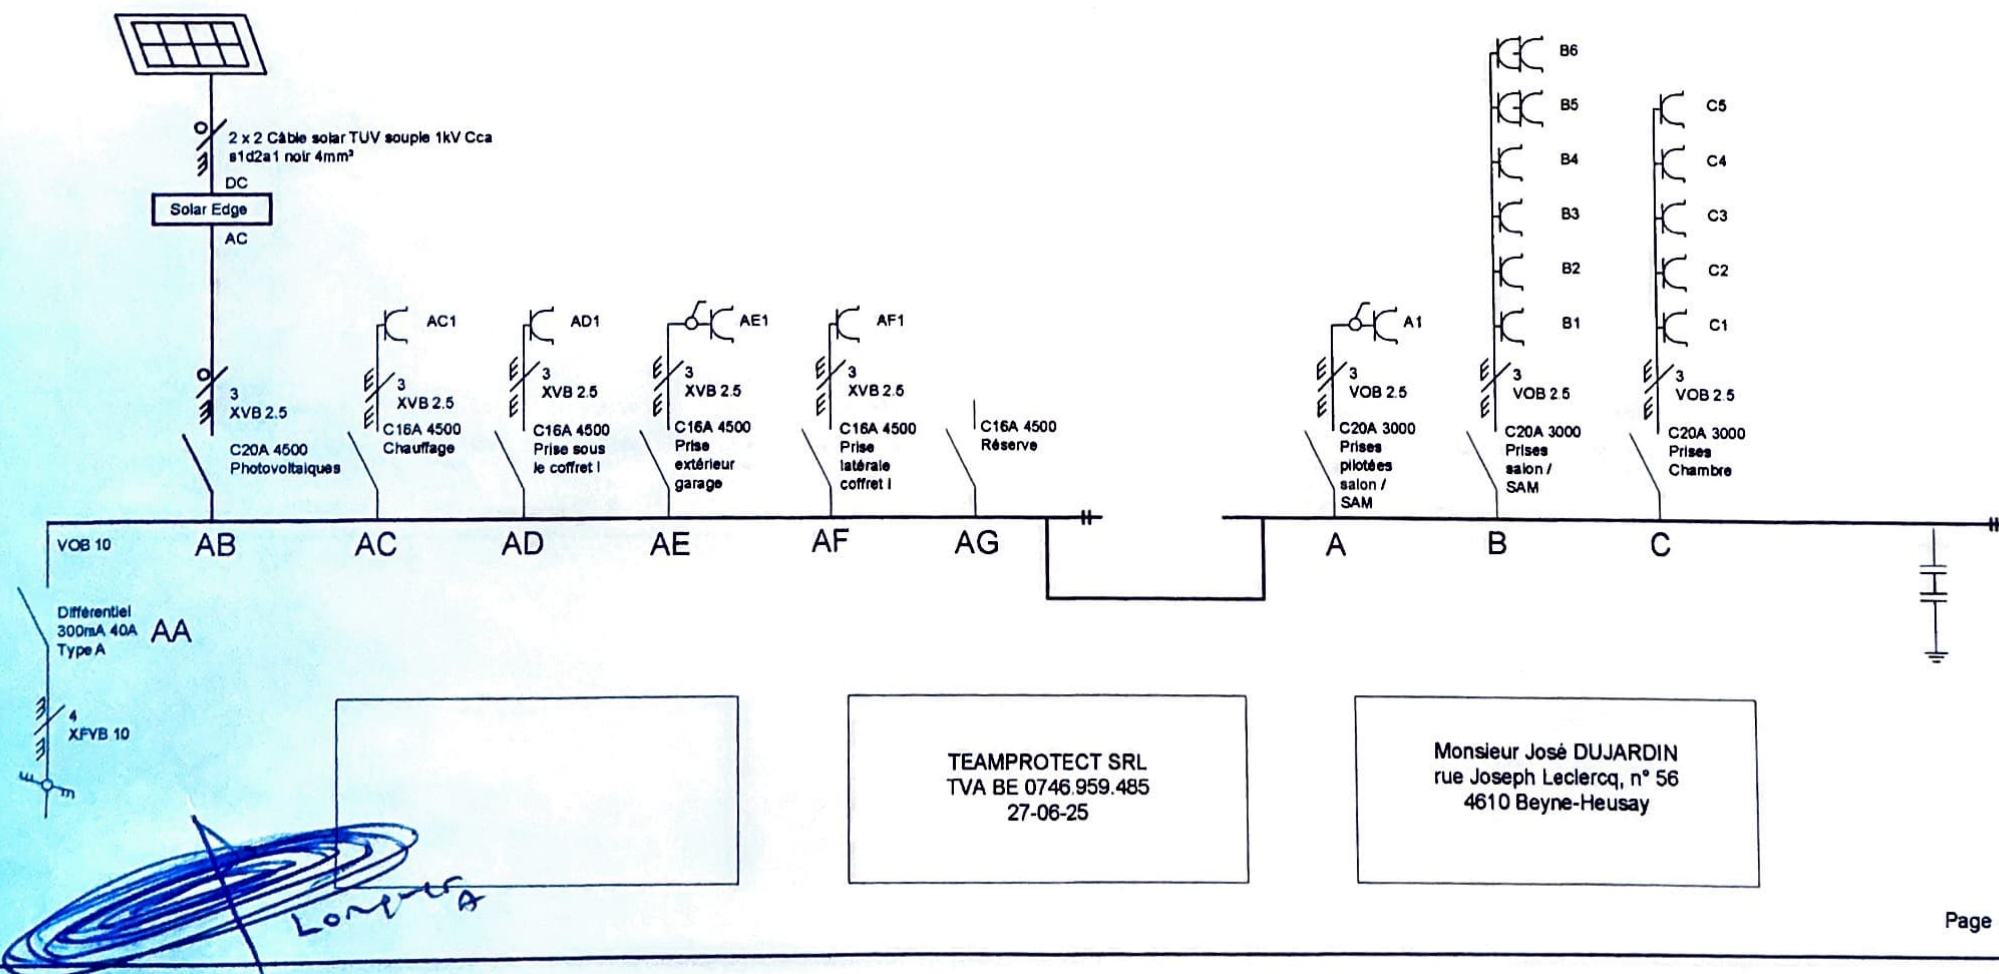 B6
B5
C5
B4
C4
B3
C3
B2
C2
B1
C1
2 x 2 Câble solar TUV souple 1kV Cca
s1d2a1 noir 4mm²
DC
Solar Edge
AC
AC1
AD1
AE1
AF1
A1
3
XVB 2.5
C20A 4500
Photovoltaïques
3
XVB 2.5
C16A 4500
Chauffage
3
XVB 2.5
C16A 4500
Prise sous
le coffret I
3
XVB 2.5
C16A 4500
Prise
extérieur
garage
3
XVB 2.5
C16A 4500
Prise
latérale
coffret I
C16A 4500
Réserve
3
VOB 2.5
C20A 3000
Prises
pilotées
salon /
SAM
3
VOB 2.5
C20A 3000
Prises
salon /
SAM
3
VOB 2.5
C20A 3000
Prises
Chambre
VOB 10
AB
AC
AD
AE
AF
AG
A
B
C
Différentiel
300mA 40A
Type A
AA
4
XFVB 10
TEAMPROTECT SRL
TVA BE 0746.959.485
27-06-25
Monsieur José DUJARDIN
rue Joseph Leclercq, n° 56
4610 Beyne-Heusay
Page